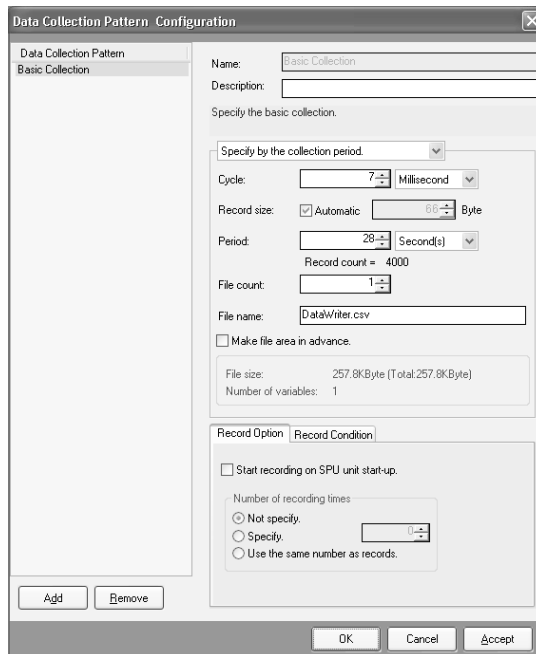 Data Collection Pattern  Configuration
Data Collection Pattern
Basic Collection
Name: Basic Collection
Description:
Specify the basic collection.
Specify by the collection period.
Cycle: 7 Millisecond
Record size: Automatic 66 Byte
Period: 28 Second(s)
Record count = 4000
File count: 1
File name: DataWriter.csv
Make file area in advance.
File size: 257.8KByte (Total:257.8KByte)
Number of variables: 1
Record Option Record Condition
Start recording on SPU unit start-up.
Number of recording times
Not specify.
Specify. 0
Use the same number as records.
Add Remove
OK Cancel Accept